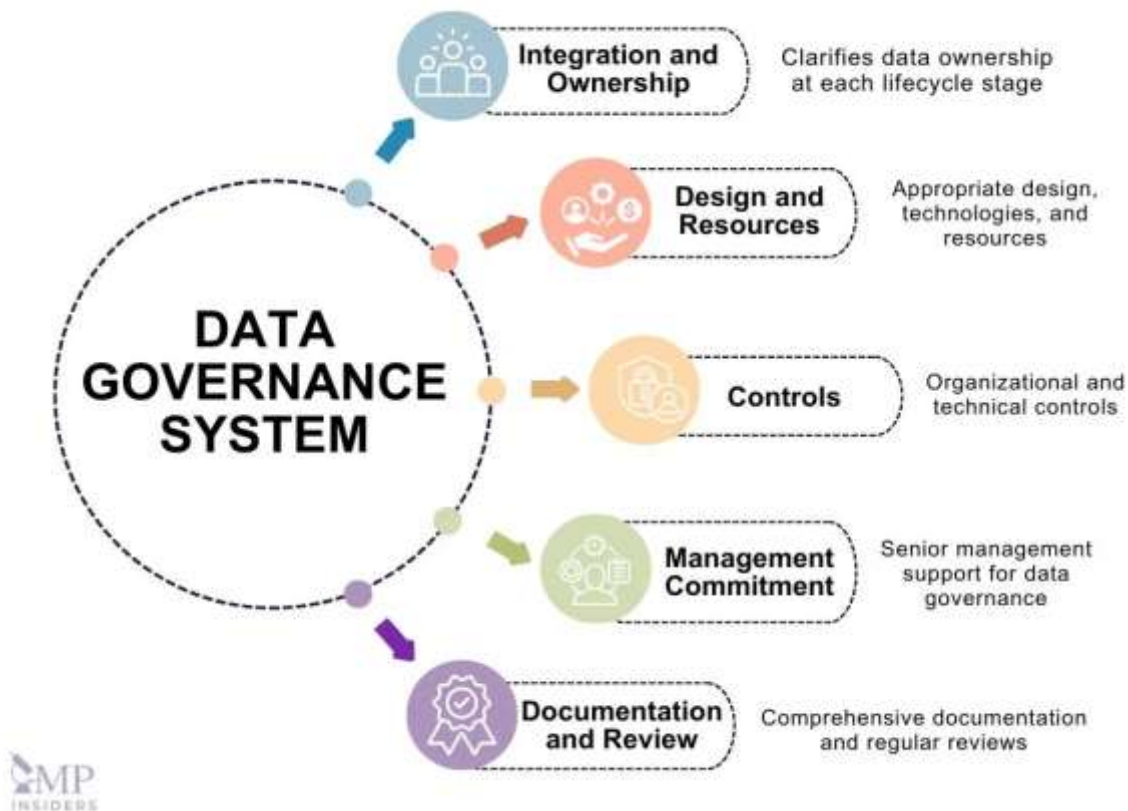 Integration and
Ownership
Clarifies data ownership
at each lifecycle stage
Design and
Resources
Appropriate design,
technologies, and
resources
DATA
GOVERNANCE
SYSTEM
Controls
Organizational and
technical controls
Management
Commitment
Senior management
support for data
governance
Documentation
and Review
Comprehensive documentation
and regular reviews
GMP
INSIDERS